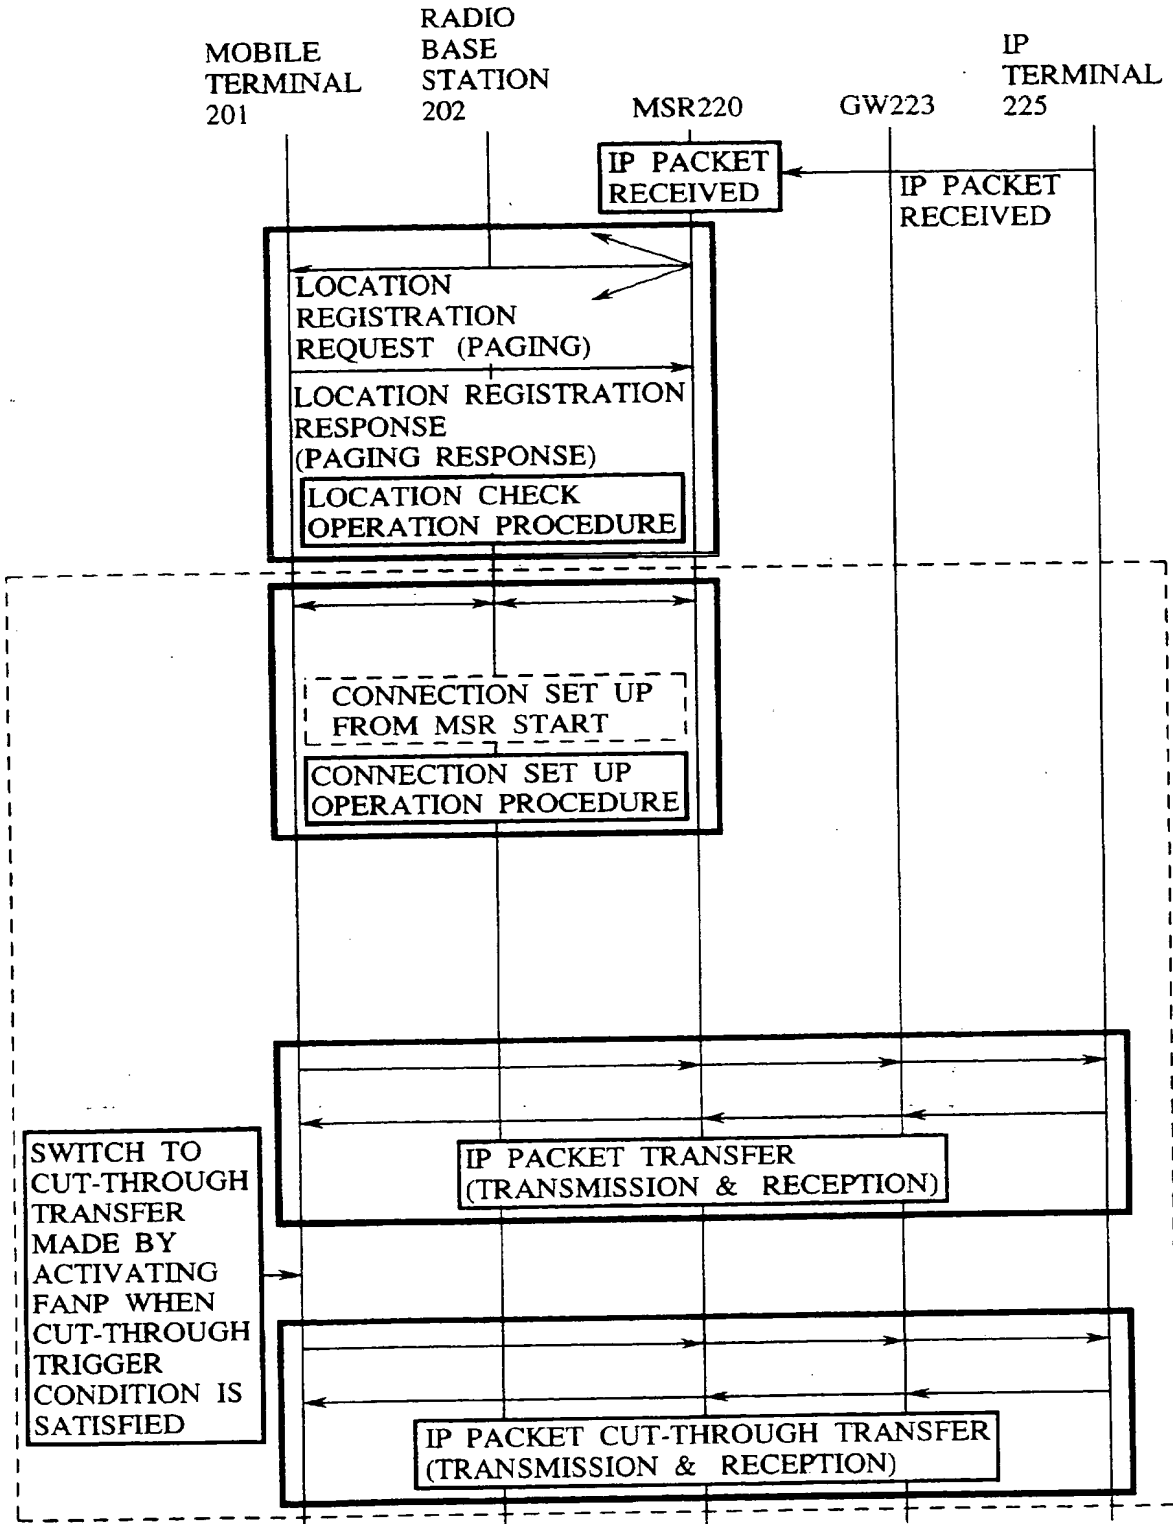 MOBILE
TERMINAL
201
RADIO
BASE
STATION
202
MSR220
GW223
IP
TERMINAL
225
IP PACKET
RECEIVED
IP PACKET
RECEIVED
LOCATION
REGISTRATION
REQUEST (PAGING)
LOCATION REGISTRATION
RESPONSE
(PAGING RESPONSE)
LOCATION CHECK
OPERATION PROCEDURE
CONNECTION SET UP
FROM MSR START
CONNECTION SET UP
OPERATION PROCEDURE
IP PACKET TRANSFER
(TRANSMISSION & RECEPTION)
SWITCH TO
CUT-THROUGH
TRANSFER
MADE BY
ACTIVATING
FANP WHEN
CUT-THROUGH
TRIGGER
CONDITION IS
SATISFIED
IP PACKET CUT-THROUGH TRANSFER
(TRANSMISSION & RECEPTION)